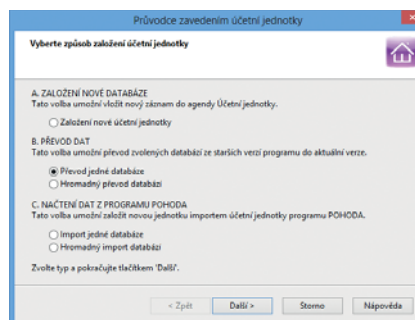 Průvodce zavedením účetní jednotky
Vyberte způsob založení účetní jednotky
A. ZALOŽENÍ NOVÉ DATABÁZE
Tato volba umožní vložit nový záznam do agendy Účetní jednotky.
Založení nové účetní jednotky
B. PŘEVOD DAT
Tato volba umožní převod zvolených databází ze starších verzí programu do aktuální verze.
Převod jedné databáze
Hromadný převod databází
C. NAČTENÍ DAT Z PROGRAMU POHODA
Tato volba umožní založit novou jednotku importem účetní jednotky programu POHODA.
Import jedné databáze
Hromadný import databází
Zvolte typ a pokračujte tlačítkem 'Další'.
< Zpět Další > Storno Nápověda